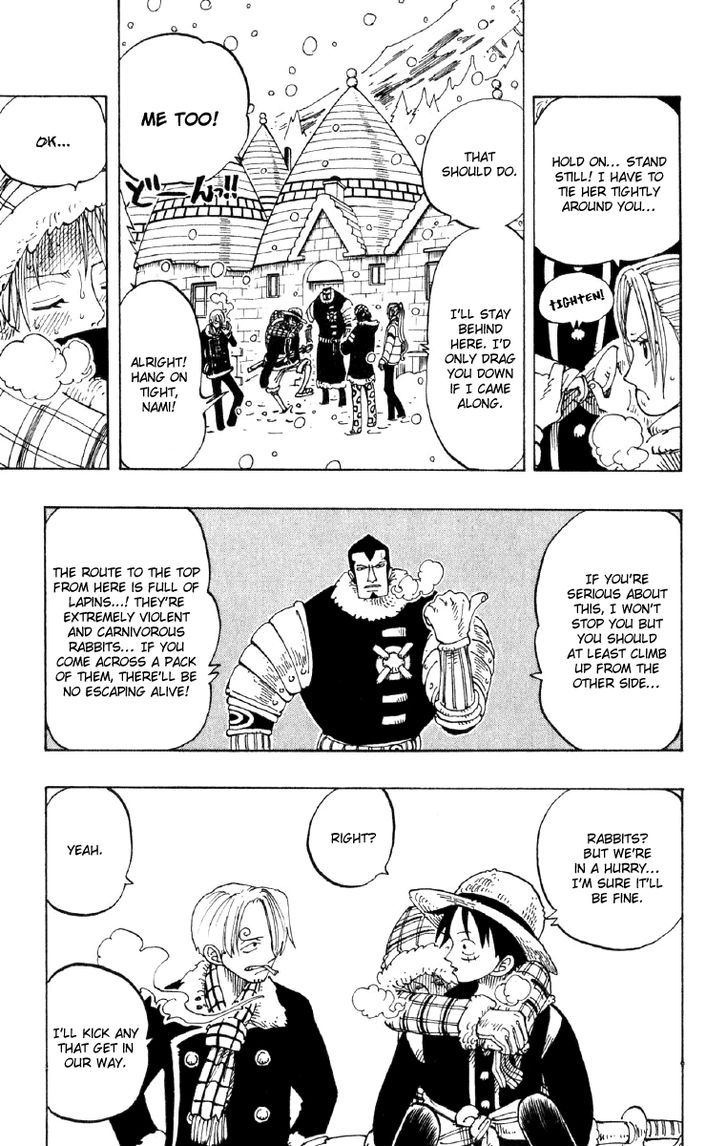 HOLD ON... STAND
STILL! I HAVE TO
TIE HER TIGHTLY
AROUND YOU...
TIGHTEN!
THAT
SHOULD DO.
I'LL STAY
BEHIND
HERE. I'D
ONLY DRAG
YOU DOWN
IF I CAME
ALONG.
ME TOO!
どーんっ!!
ALRIGHT!
HANG ON
TIGHT,
NAMI!
OK...
IF YOU'RE
SERIOUS ABOUT
THIS, I WON'T
STOP YOU BUT
YOU SHOULD
AT LEAST CLIMB
UP FROM THE
OTHER SIDE...
THE ROUTE TO THE TOP
FROM HERE IS FULL OF
LAPINS...! THEY'RE
EXTREMELY VIOLENT
AND CARNIVOROUS
RABBITS... IF YOU
COME ACROSS A PACK
OF THEM, THERE'LL BE
NO ESCAPING ALIVE!
RABBITS?
BUT WE'RE
IN A HURRY...
I'M SURE IT'LL
BE FINE.
RIGHT?
YEAH.
I'LL KICK ANY
THAT GET IN
OUR WAY.